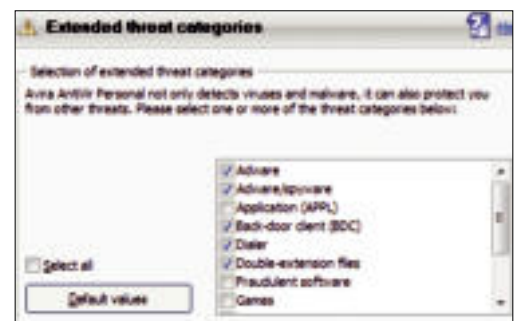 Extended threat categories
Selection of extended threat categories
Avira AntiVir Personal not only detects viruses and malware, it can also protect you
from other threats. Please select one or more of the threat categories below:
Adware
Adware/spyware
Application (APPL)
Back-door client (BDC)
Dialer
Double-extension files
Fraudulent software
Games
Select all
Default values